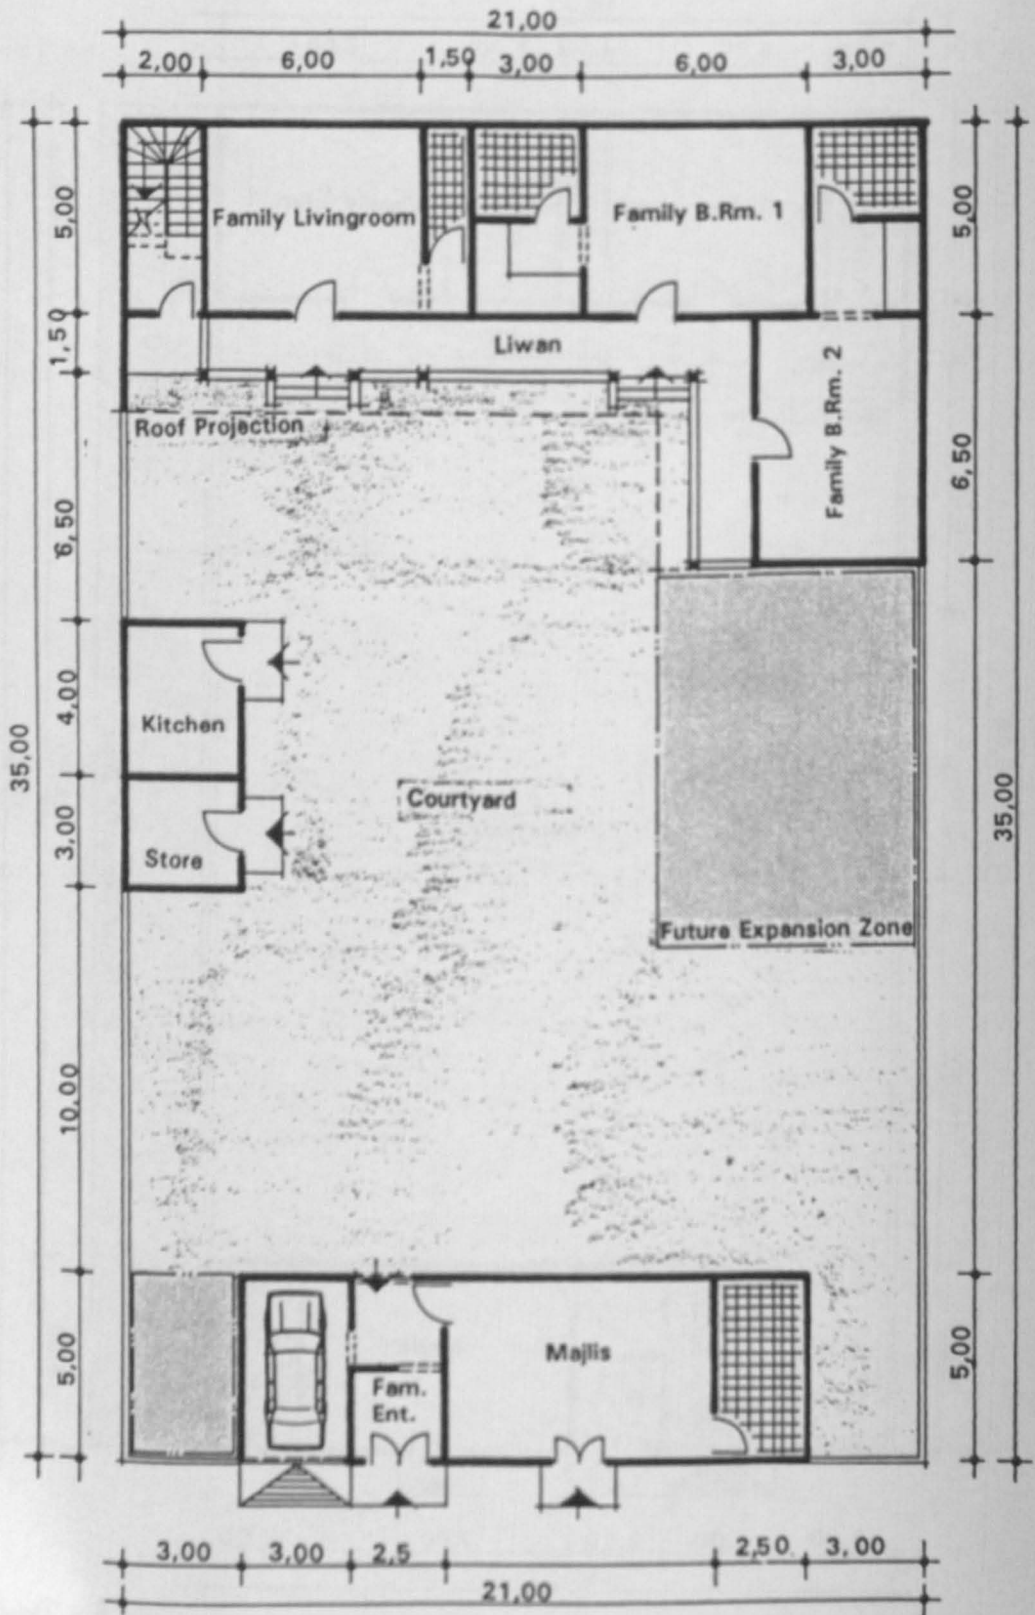 21,00
2,00 6,00 1,50 3,00 6,00 3,00
5,00
Family Livingroom
Family B.Rm. 1
5,00
1,50
Liwan
Family B.Rm. 2
Roof Projection
6,50
6,50
4,00
Kitchen
35,00
Courtyard
35,00
3,00
Store
Future Expansion Zone
10,00
5,00
Majlis
5,00
Fam.
Ent.
3,00 3,00 2,5 2,50 3,00
21,00